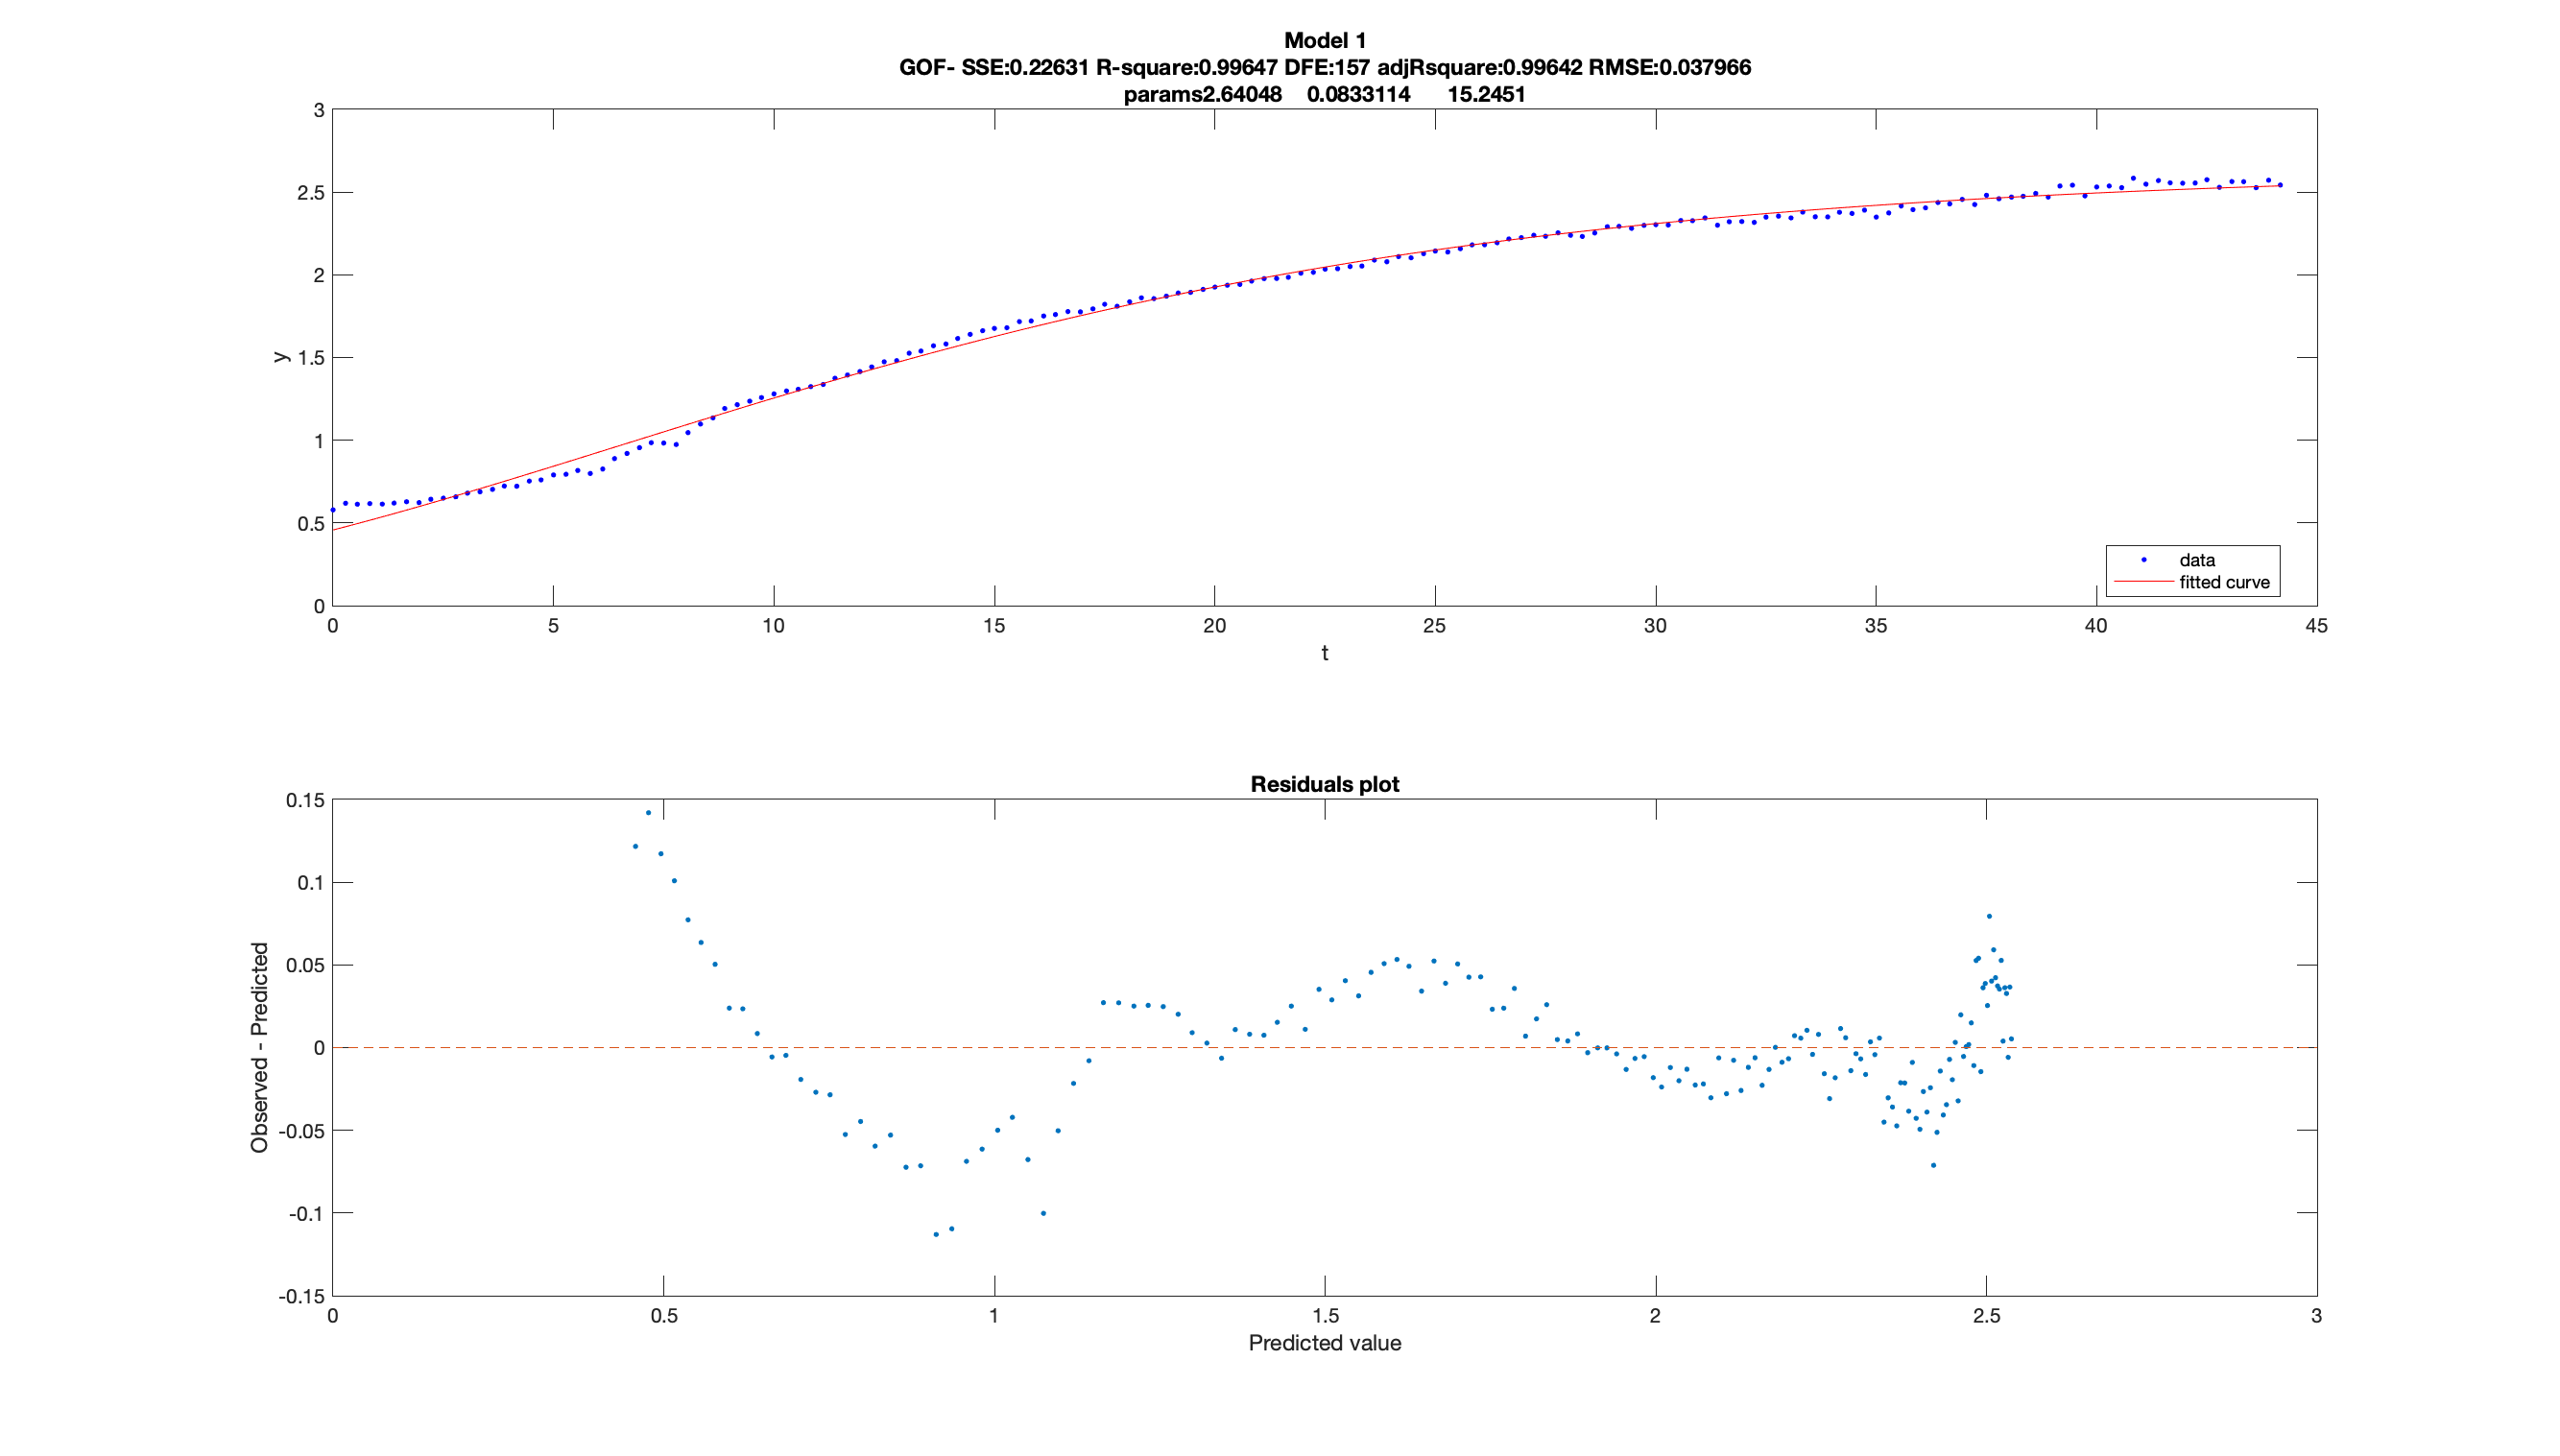 Model 1
GOF- SSE:0.22631 R-square:0.99647 DFE:157 adjRsquare:0.99642 RMSE:0.037966
params2.64048 0.0833114 15.2451
3
2.5
2
1.5
1
0.5
0
y
0 5 10 15 20 25 30 35 40 45
t
data
fitted curve
Residuals plot
0.15
0.1
0.05
0
-0.05
-0.1
-0.15
Observed - Predicted
0 0.5 1 1.5 2 2.5 3
Predicted value